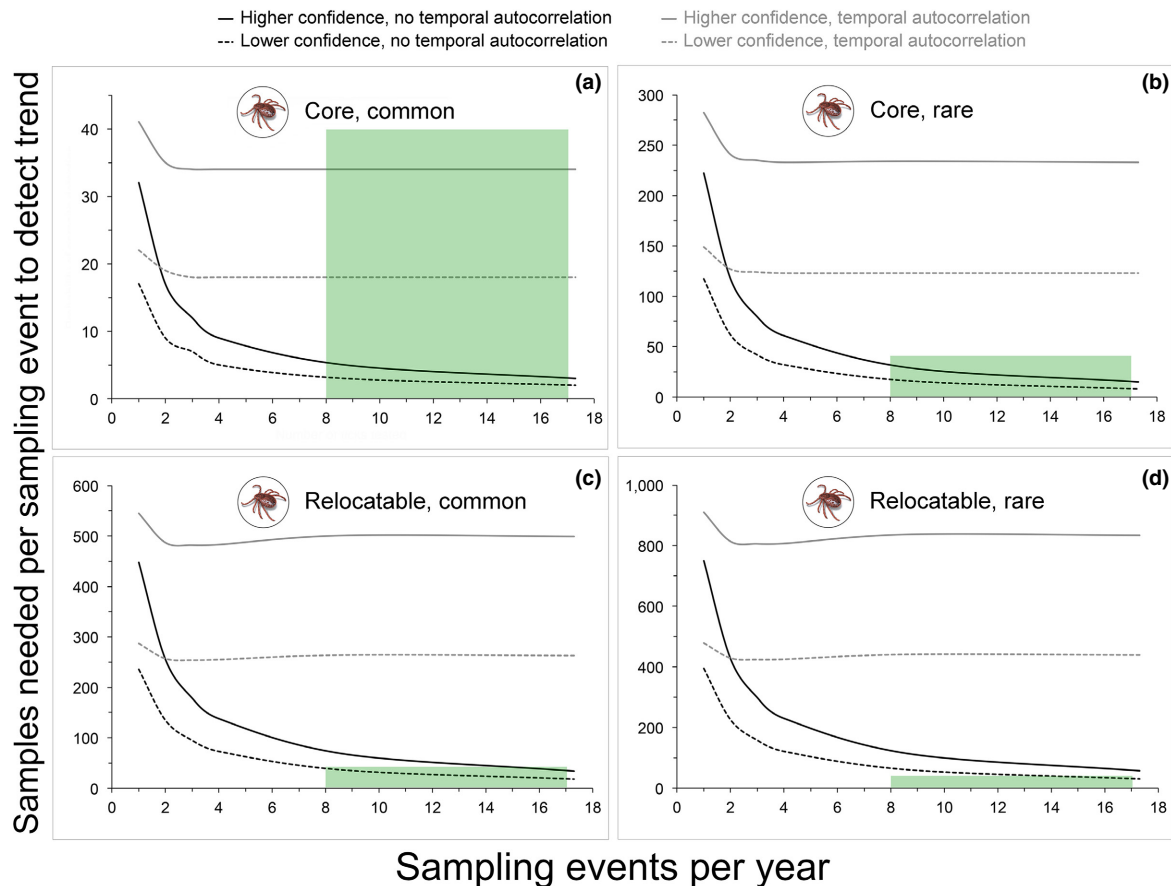 Higher confidence, no temporal autocorrelation
Lower confidence, no temporal autocorrelation
Higher confidence, temporal autocorrelation
Lower confidence, temporal autocorrelation
Samples needed per sampling event to detect trend
(a)
Core, common
40
30
20
10
0
0 2 4 6 8 10 12 14 16 18
(b)
Core, rare
300
250
200
150
100
50
0
0 2 4 6 8 10 12 14 16 18
(c)
Relocatable, common
600
500
400
300
200
100
0
0 2 4 6 8 10 12 14 16 18
(d)
Relocatable, rare
1,000
800
600
400
200
0
0 2 4 6 8 10 12 14 16 18
Sampling events per year